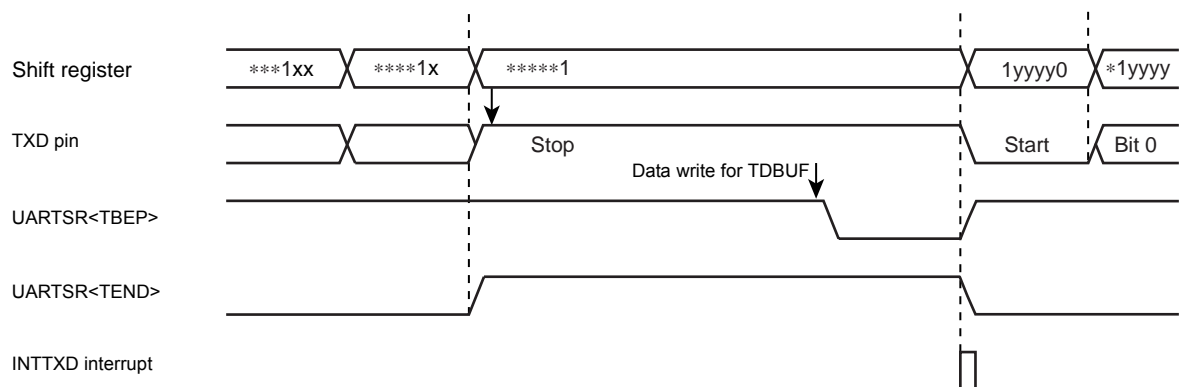 Shift register ***1xx ****1x *****1 1yyyy0 *1yyyy
TXD pin Stop Start Bit 0
Data write for TDBUF
UARTSR<TBEP>
UARTSR<TEND>
INTTXD interrupt